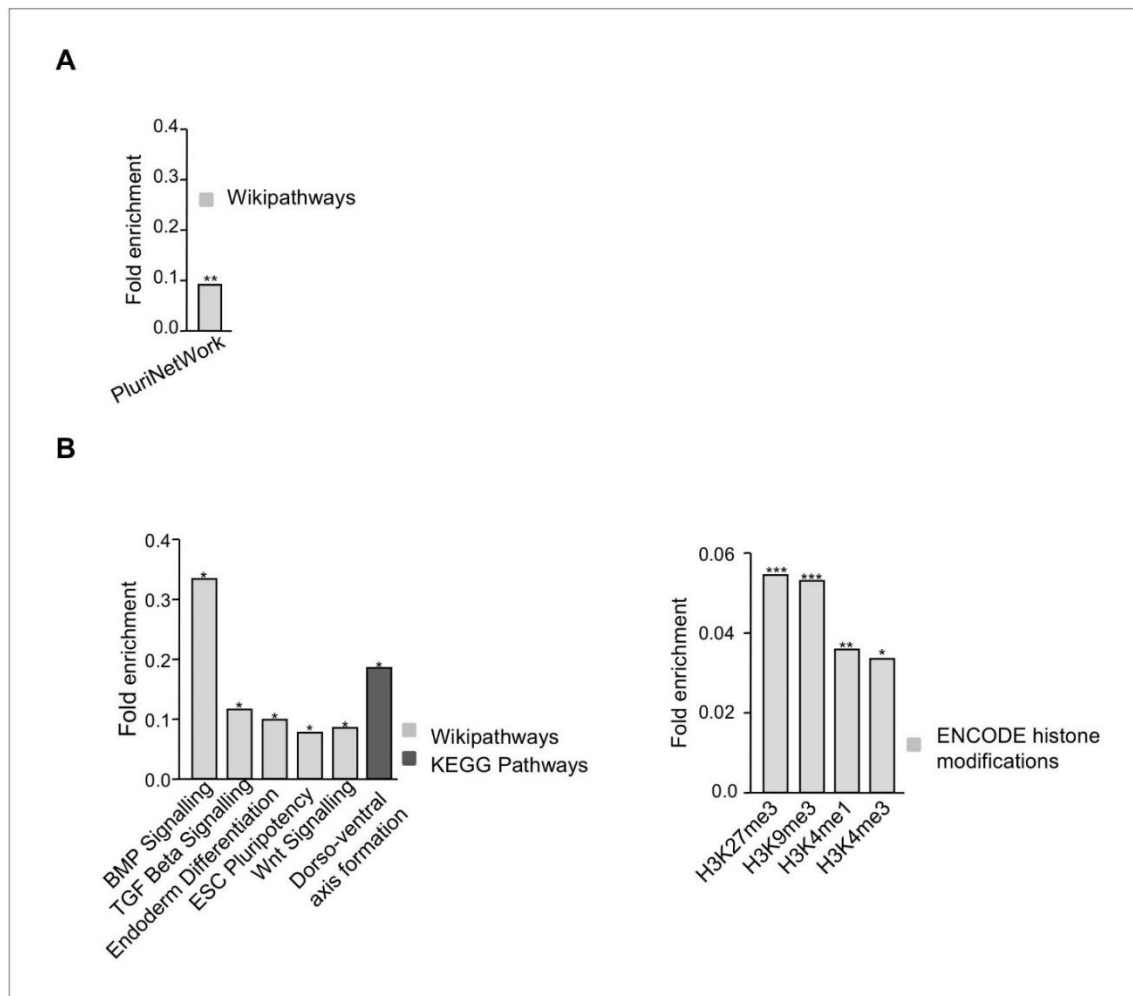 A
0.4
0.3
0.2
0.1
0.0
Fold enrichment
Wikipathways
**
PluriNetWork
B
0.4
0.3
0.2
0.1
0.0
Fold enrichment
*
*
*
*
*
*
Wikipathways
KEGG Pathways
BMP Signalling
TGF Beta Signalling
Endoderm Differentiation
ESC Pluripotency
Wnt Signalling
Dorso-ventral
axis formation
0.06
0.04
0.02
0.0
Fold enrichment
***
***
**
*
ENCODE histone
modifications
H3K27me3
H3K9me3
H3K4me1
H3K4me3